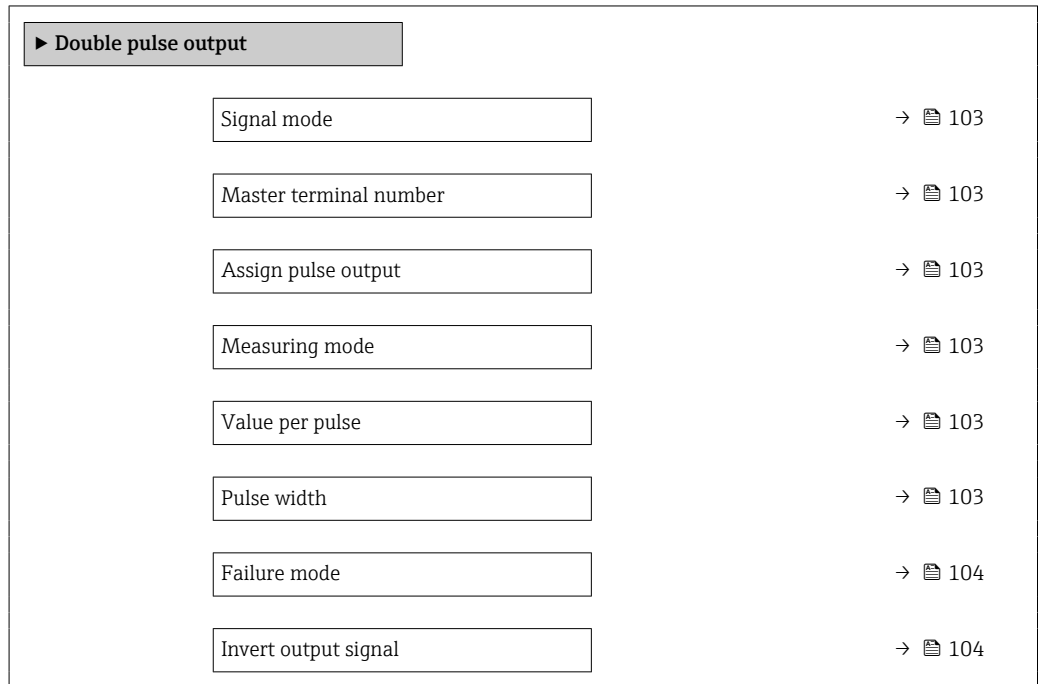 ► Double pulse output
Signal mode → 103
Master terminal number → 103
Assign pulse output → 103
Measuring mode → 103
Value per pulse → 103
Pulse width → 103
Failure mode → 104
Invert output signal → 104